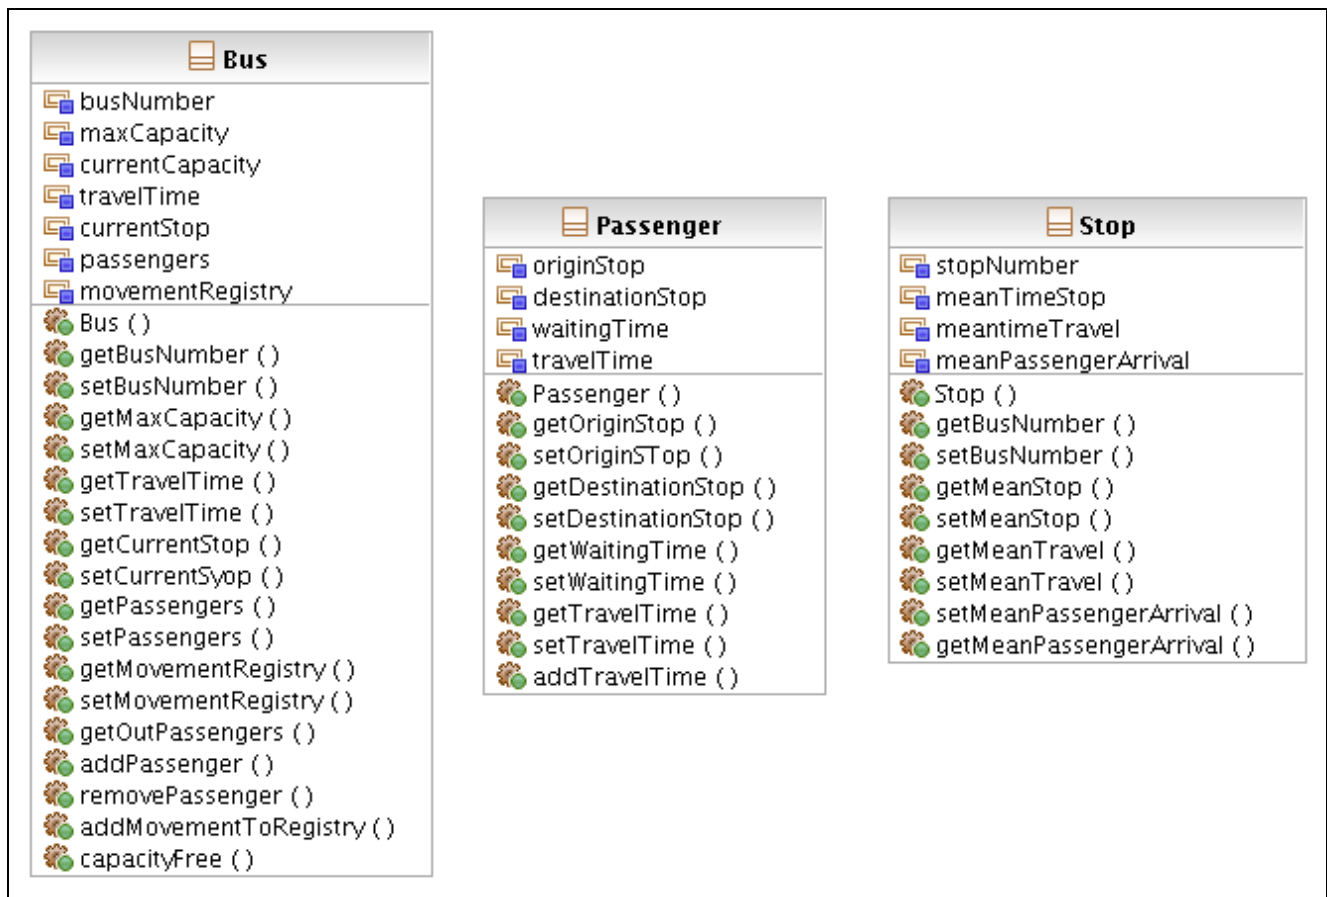 Bus
busNumber
maxCapacity
currentCapacity
travelTime
currentStop
passengers
movementRegistry
Bus ( )
getBusNumber ( )
setBusNumber ( )
getMaxCapacity ( )
setMaxCapacity ( )
getTravelTime ( )
setTravelTime ( )
getCurrentStop ( )
setCurrentSyop ( )
getPassengers ( )
setPassengers ( )
getMovementRegistry ( )
setMovementRegistry ( )
getOutPassengers ( )
addPassenger ( )
removePassenger ( )
addMovementToRegistry ( )
capacityFree ( )
Passenger
originStop
destinationStop
waitingTime
travelTime
Passenger ( )
getOriginStop ( )
setOriginSTop ( )
getDestinationStop ( )
setDestinationStop ( )
getWaitingTime ( )
setWaitingTime ( )
getTravelTime ( )
setTravelTime ( )
addTravelTime ( )
Stop
stopNumber
meanTimeStop
meantimeTravel
meanPassengerArrival
Stop ( )
getBusNumber ( )
setBusNumber ( )
getMeanStop ( )
setMeanStop ( )
getMeanTravel ( )
setMeanTravel ( )
setMeanPassengerArrival ( )
getMeanPassengerArrival ( )